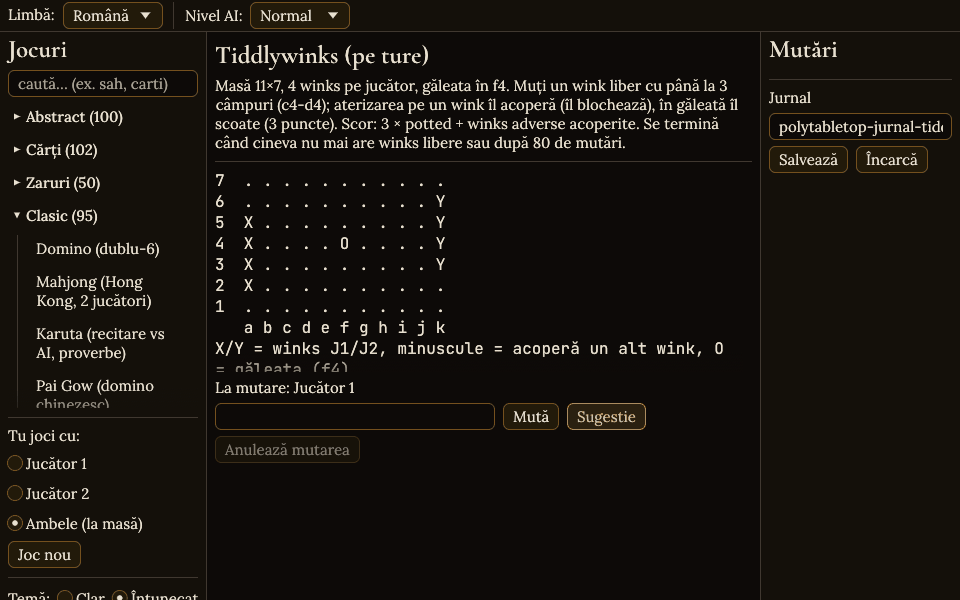 Limbă: Română ▼ Nivel AI: Normal ▼
Jocuri
caută... (ex. sah, carti)
▸ Abstract (100)
▸ Cărți (102)
▸ Zaruri (50)
▾ Clasic (95)
Domino (dublu-6)
Mahjong (Hong
Kong, 2 jucători)
Karuta (recitare vs
AI, proverbe)
Pai Gow (domino
chinezesc)
Tu joci cu:
Jucător 1
Jucător 2
Ambele (la masă)
Joc nou
Temă: Clar Întunecat
Tiddlywinks (pe ture)
Masă 11×7, 4 winks pe jucător, găleata în f4. Muți un wink liber cu până la 3
câmpuri (c4-d4); aterizarea pe un wink îl acoperă (îl blochează), în găleată îl
scoate (3 puncte). Scor: 3 × potted + winks adverse acoperite. Se termină
când cineva nu mai are winks libere sau după 80 de mutări.
7 . . . . . . . . . . .
6 . . . . . . . . . . Y
5 X . . . . . . . . . Y
4 X . . . . O . . . . Y
3 X . . . . . . . . . Y
2 X . . . . . . . . . .
1 . . . . . . . . . . .
a b c d e f g h i j k
X/Y = winks J1/J2, minuscule = acoperă un alt wink, O
= găleata (f4)
La mutare: Jucător 1
Mută Sugestie
Anulează mutarea
Mutări
Jurnal
polytabletop-jurnal-tidd
Salvează Încarcă